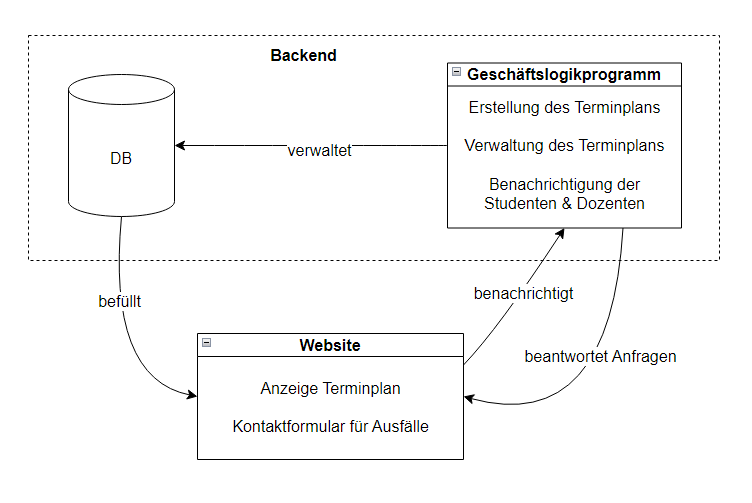 Backend
Geschäftslogikprogramm
Erstellung des Terminplans
Verwaltung des Terminplans
Benachrichtigung der
Studenten & Dozenten
DB
verwaltet
befüllt
benachrichtigt
beantwortet Anfragen
Website
Anzeige Terminplan
Kontaktformular für Ausfälle